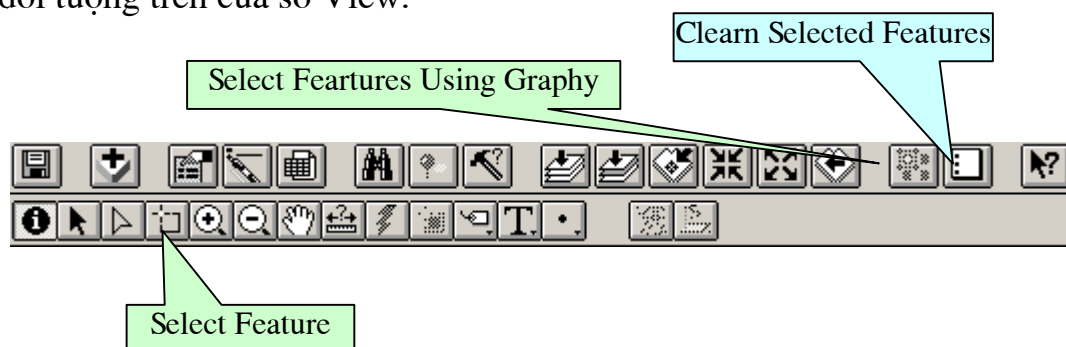 đối tượng trên cửa sổ View.
Clearn Selected Features
Select Feartures Using Graphy
Select Feature